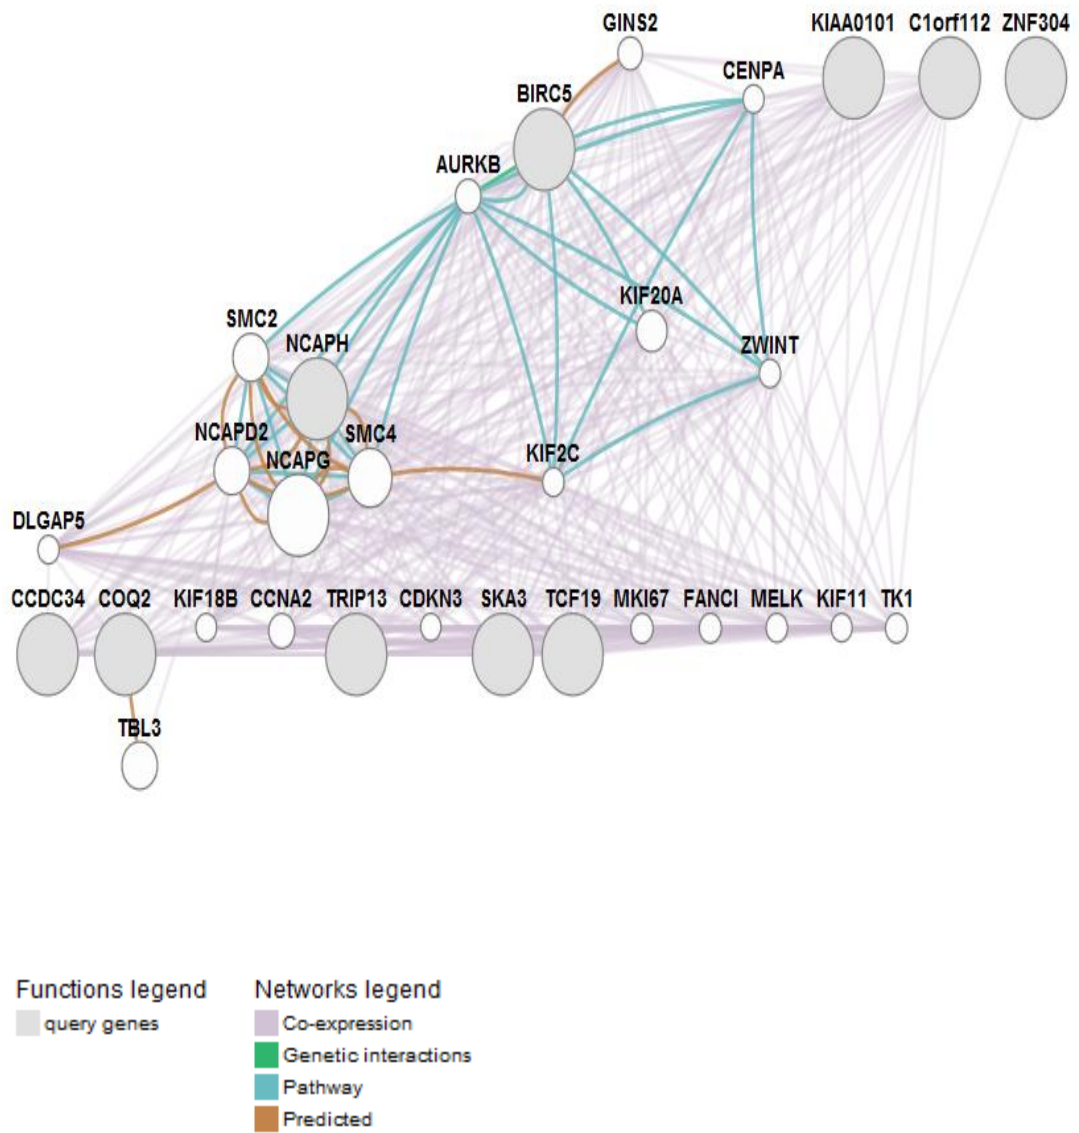 GINS2
KIAA0101 C1orf112 ZNF304
CENPA
BIRC5
AURKB
KIF20A
SMC2
NCAPH
ZWINT
NCAPD2
SMC4
NCAPG
KIF2C
DLGAP5
CCDC34 COQ2 KIF18B CCNA2 TRIP13 CDKN3 SKA3 TCF19 MKI67 FANCI MELK KIF11 TK1
TBL3
Functions legend
query genes
Networks legend
Co-expression
Genetic interactions
Pathway
Predicted